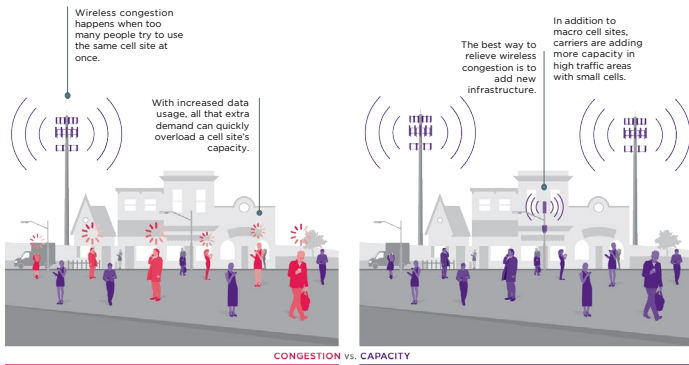 Wireless congestion
happens when too
many people try to use
the same cell site at
once.
With increased data
usage, all that extra
demand can quickly
overload a cell site's
capacity.
The best way to
relieve wireless
congestion is to
add new
infrastructure.
In addition to
macro cell sites,
carriers are adding
more capacity in
high traffic areas
with small cells.
CONGESTION vs. CAPACITY